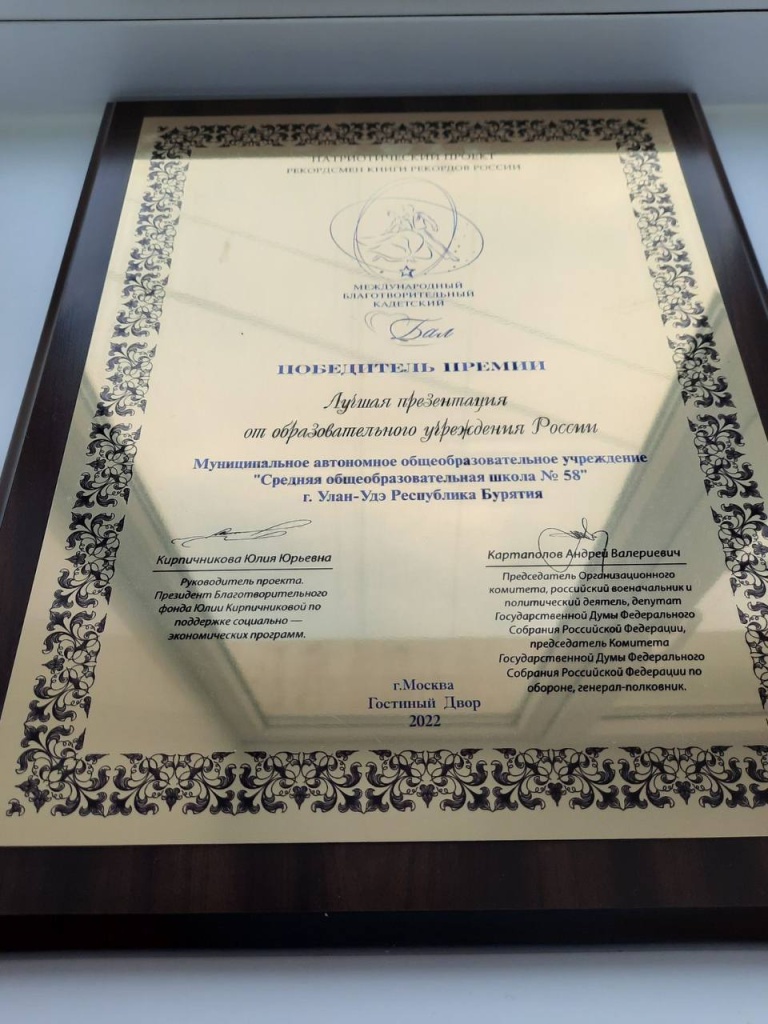 ПАТРИОТИЧЕСКИЙ ПРОЕКТ
РЕКОРДСМЕН КНИГИ РЕКОРДОВ РОССИИ
МЕЖДУНАРОДНЫЙ
БЛАГОТВОРИТЕЛЬНЫЙ
КАДЕТСКИЙ
Бал
ПОБЕДИТЕЛЬ ПРЕМИИ
Лучшая презентация
от образовательного учреждения России
Муниципальное автономное общеобразовательное учреждение
"Средняя общеобразовательная школа № 58"
г. Улан-Удэ Республика Бурятия
Кирпичникова Юлия Юрьевна
Руководитель проекта.
Президент Благотворительного
фонда Юлии Кирпичниковой по
поддержке социально —
экономических программ.
Картаполов Андрей Валериевич
Председатель Организационного
комитета, российский военачальник и
политический деятель, депутат
Государственной Думы Федерального
Собрания Российской Федерации,
председатель Комитета
Государственной Думы Федерального
Собрания Российской Федерации по
обороне, генерал-полковник.
г.Москва
Гостиный Двор
2022